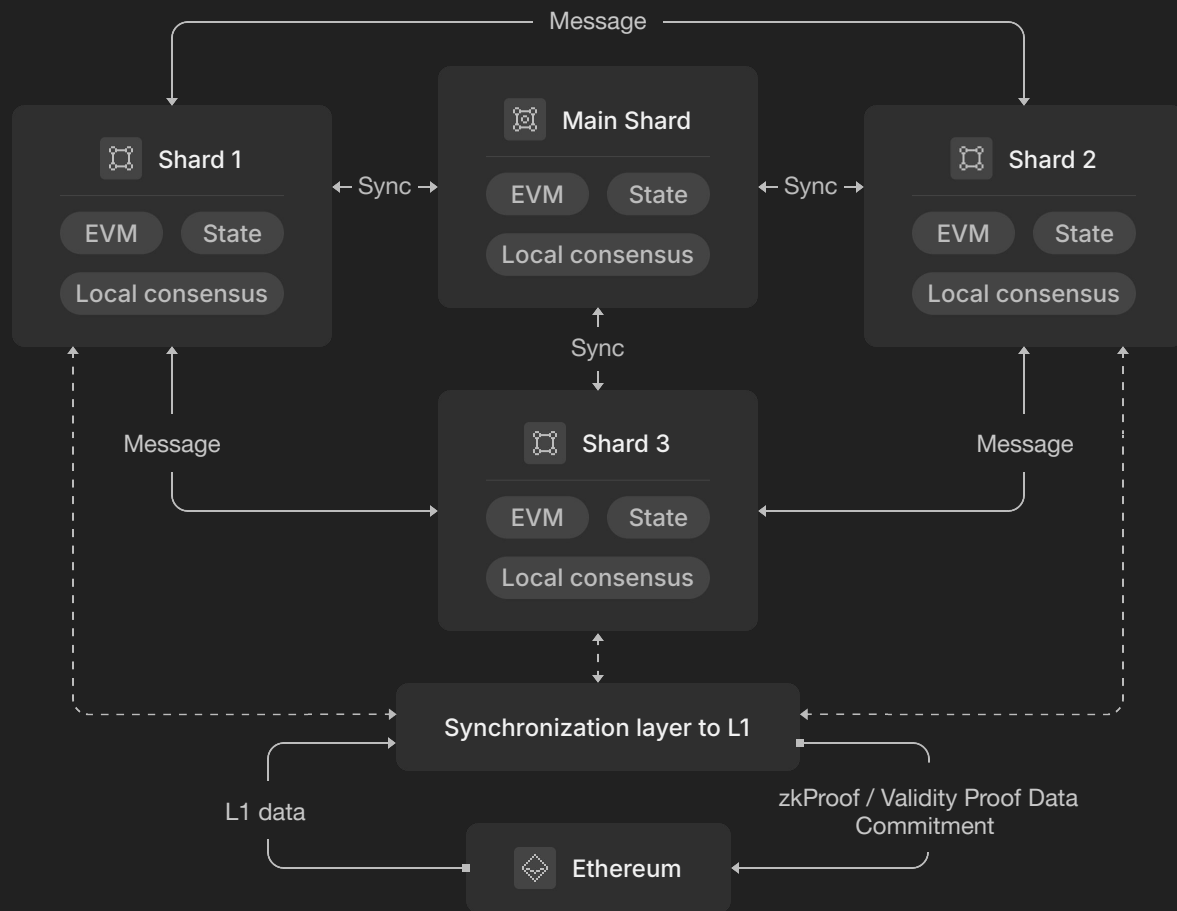 Message
Main Shard
Shard 1
Shard 2
Sync
Sync
EVM State
EVM State
EVM State
Local consensus
Local consensus
Local consensus
Sync
Message
Shard 3
Message
EVM State
Local consensus
Synchronization layer to L1
L1 data
zkProof / Validity Proof Data
Commitment
Ethereum